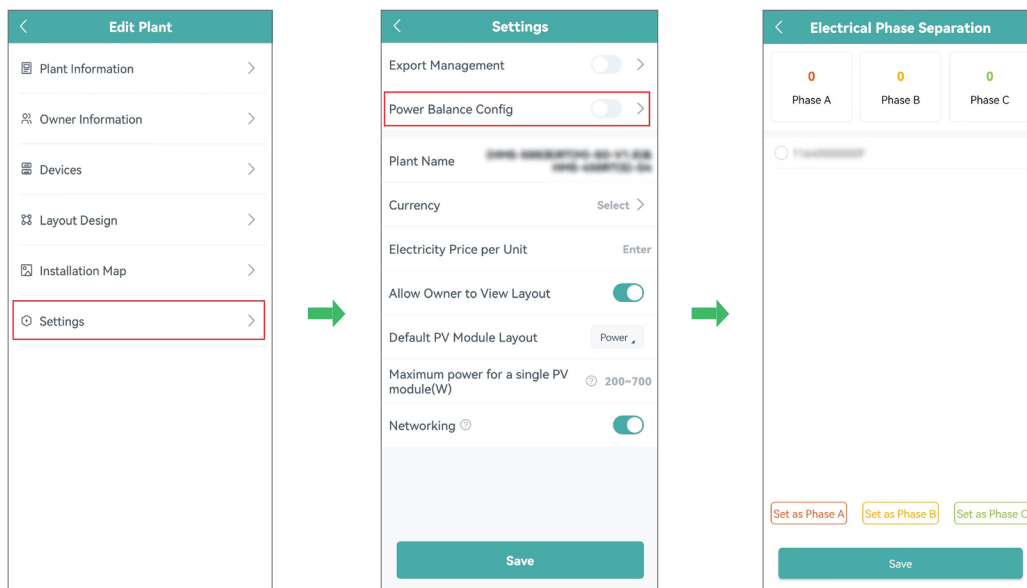 Edit Plant
Plant Information
Owner Information
Devices
Layout Design
Installation Map
Settings
Settings
Export Management
Power Balance Config
Plant Name
Currency Select
Electricity Price per Unit Enter
Allow Owner to View Layout
Default PV Module Layout Power
Maximum power for a single PV
module(W) 200~700
Networking
Save
Electrical Phase Separation
0 0 0
Phase A Phase B Phase C
Set as Phase A Set as Phase B Set as Phase C
Save